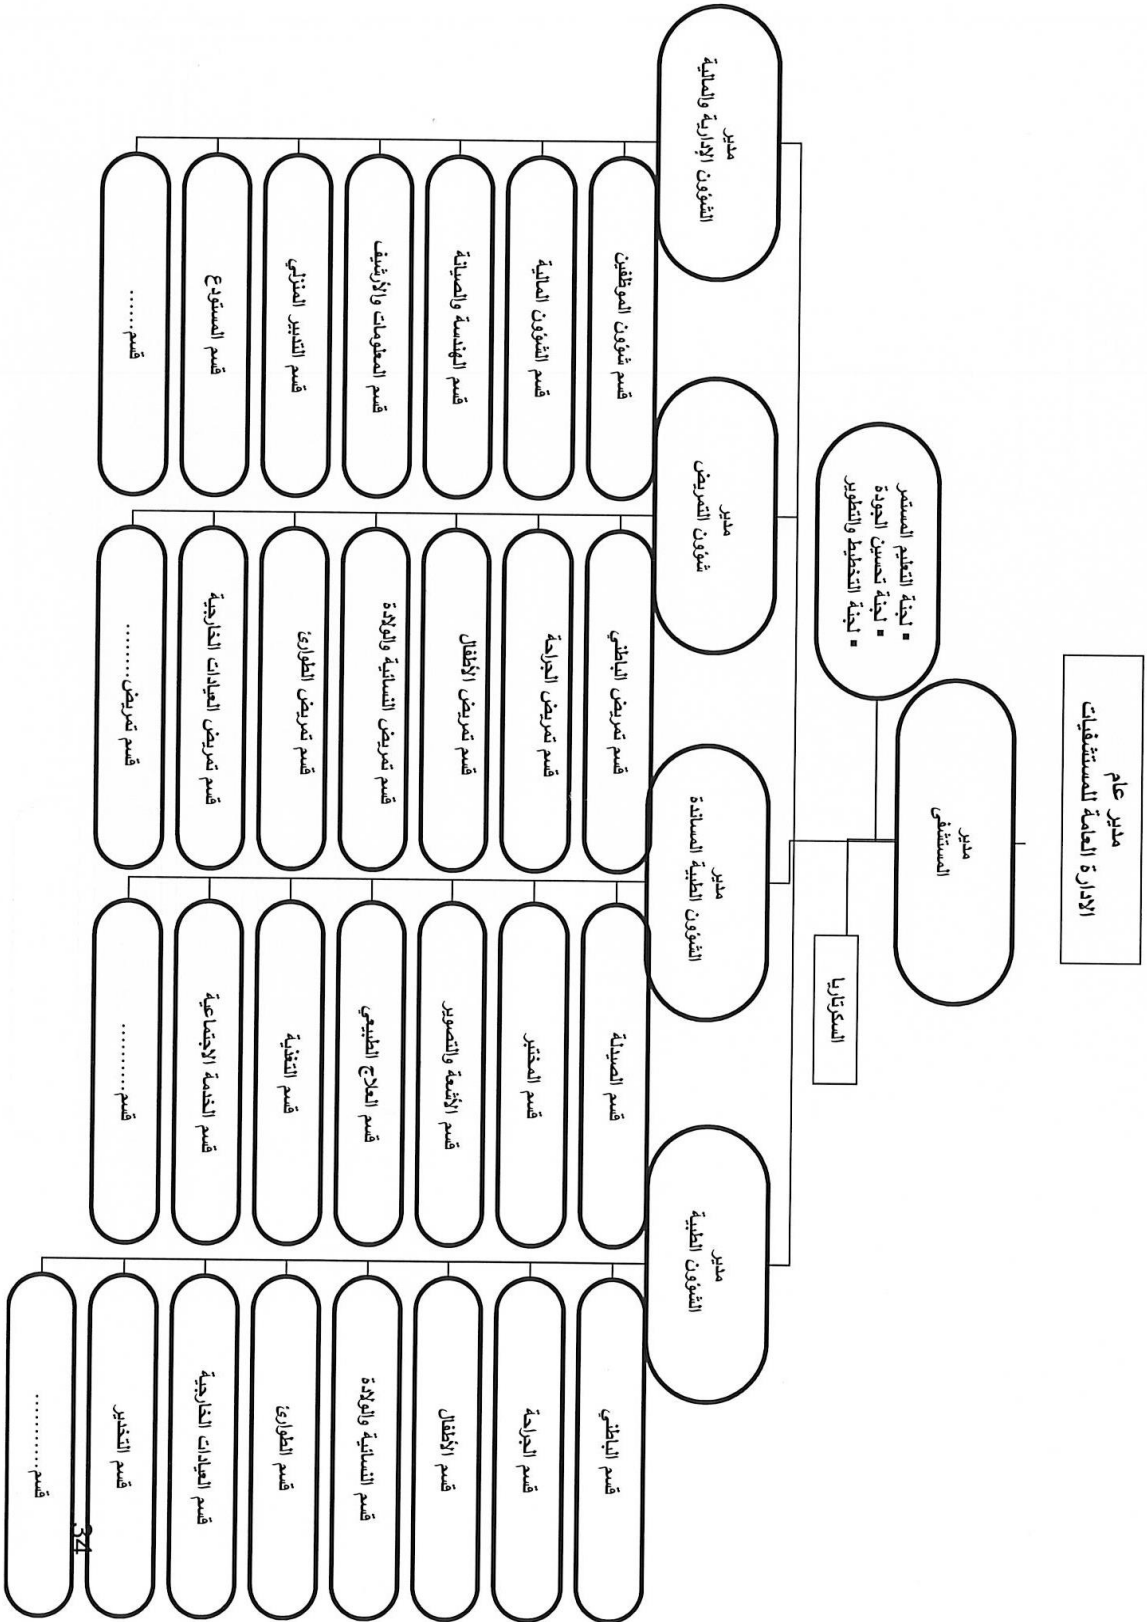 مدير عام
الادارة العامة للمستشفيات
مدير
المستشفى
▪ لجنة التعليم المستمر
▪ لجنة تحسين الجودة
▪ لجنة التخطيط والتطوير
السكرتاريا
مدير
الشؤون الطبية
قسم الباطني
قسم الجراحة
قسم الأطفال
قسم النسائية والولادة
قسم الطوارئ
قسم العيادات الخارجية
قسم التخدير
قسم...........
مدير
الشؤون الطبية المساندة
قسم الصيدلة
قسم المختبر
قسم الأشعة والتصوير
قسم العلاج الطبيعي
قسم التغذية
قسم الخدمة الاجتماعية
قسم...........
مدير
شؤون التمريض
قسم تمريض الباطني
قسم تمريض الجراحة
قسم تمريض الأطفال
قسم تمريض النسائية والولادة
قسم تمريض الطوارئ
قسم تمريض العيادات الخارجية
قسم تمريض.........
مدير
الشؤون الإدارية والمالية
قسم شؤون الموظفين
قسم الشؤون المالية
قسم الهندسة والصيانة
قسم المعلومات والأرشيف
قسم التدبير المنزلي
قسم المستودع
قسم.......
34.